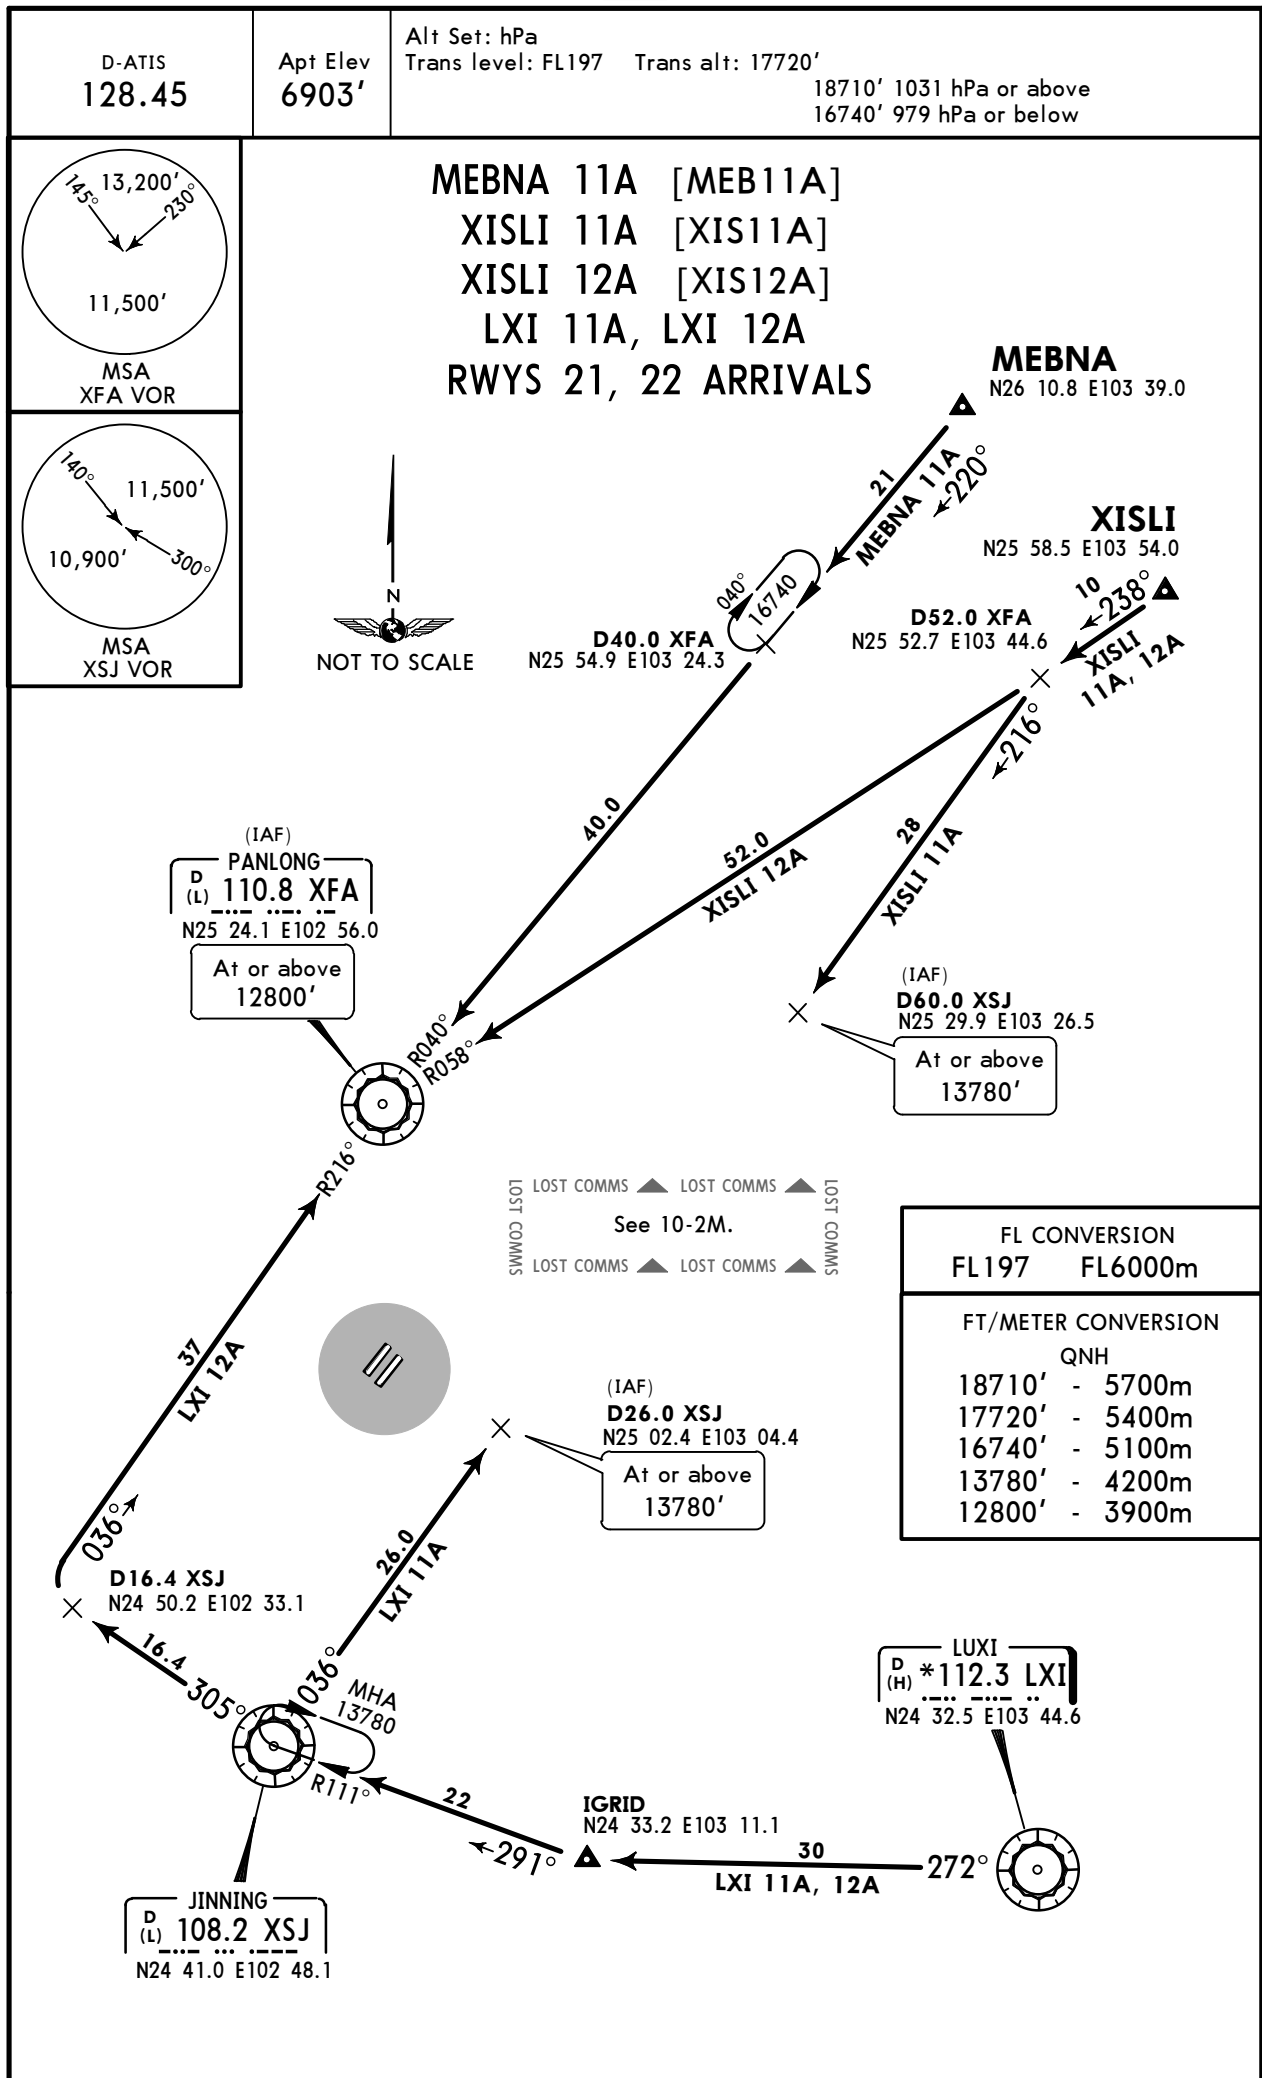 D-ATIS
128.45
Apt Elev
6903'
Alt Set: hPa
Trans level: FL197 Trans alt: 17720'
18710' 1031 hPa or above
16740' 979 hPa or below
145°
13,200'
230°
11,500'
MSA
XFA VOR
140°
11,500'
10,900'
300°
MSA
XSJ VOR
MEBNA 11A [MEB11A]
XISLI 11A [XIS11A]
XISLI 12A [XIS12A]
LXI 11A, LXI 12A
RWYS 21, 22 ARRIVALS
N
NOT TO SCALE
MEBNA
N26 10.8 E103 39.0
21
MEBNA 11A
220°
XISLI
N25 58.5 E103 54.0
10
238°
XISLI
11A, 12A
040°
16740
D40.0 XFA
N25 54.9 E103 24.3
D52.0 XFA
N25 52.7 E103 44.6
216°
40.0
52.0
XISLI 12A
28
XISLI 11A
(IAF)
PANLONG
D
(L) 110.8 XFA
N25 24.1 E102 56.0
At or above
12800'
R040°
R058°
(IAF)
D60.0 XSJ
N25 29.9 E103 26.5
At or above
13780'
R216°
LOST COMMS LOST COMMS
LOST COMMS
See 10-2M.
LOST COMMS
LOST COMMS LOST COMMS
FL CONVERSION
FL197 FL6000m
FT/METER CONVERSION
QNH
18710' - 5700m
17720' - 5400m
16740' - 5100m
13780' - 4200m
12800' - 3900m
37
LXI 12A
(IAF)
D26.0 XSJ
N25 02.4 E103 04.4
At or above
13780'
036°
26.0
LXI 11A
D16.4 XSJ
N24 50.2 E102 33.1
16.4
305°
036°
MHA
13780
R111°
22
291°
IGRID
N24 33.2 E103 11.1
30
LXI 11A, 12A
272°
LUXI
D
(H) *112.3 LXI
N24 32.5 E103 44.6
JINNING
D
(L) 108.2 XSJ
N24 41.0 E102 48.1